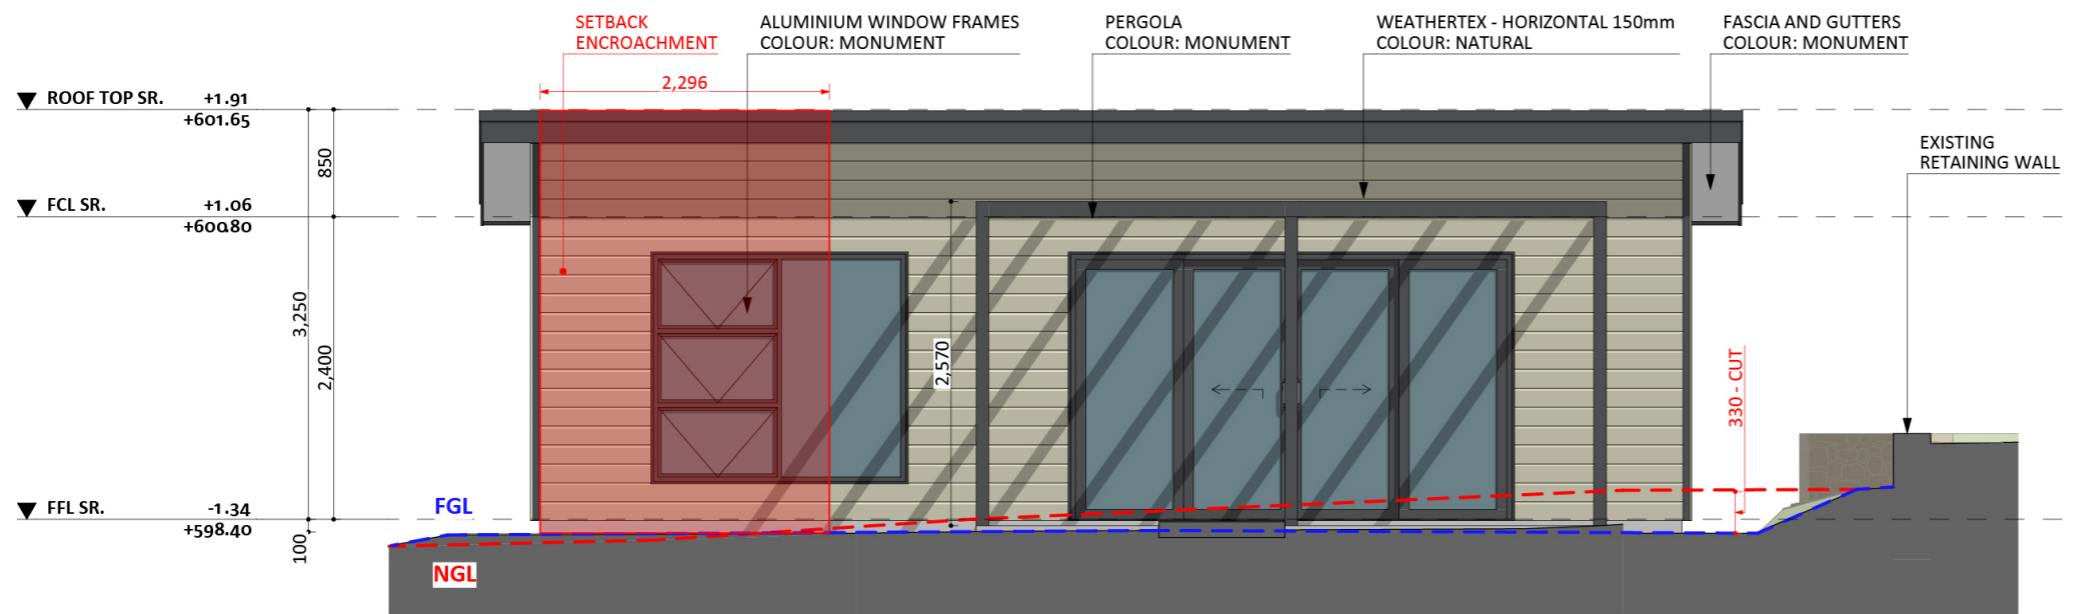 SETBACK
ENCROACHMENT
ALUMINIUM WINDOW FRAMES
COLOUR: MONUMENT
PERGOLA
COLOUR: MONUMENT
WEATHERTEX - HORIZONTAL 150mm
COLOUR: NATURAL
FASCIA AND GUTTERS
COLOUR: MONUMENT
2,296
ROOF TOP SR. +1.91
+601.65
850
EXISTING
RETAINING WALL
FCL SR. +1.06
+600.80
3,250
2,400
2,570
330 - CUT
FFL SR. -1.34
+598.40
FGL
100
NGL